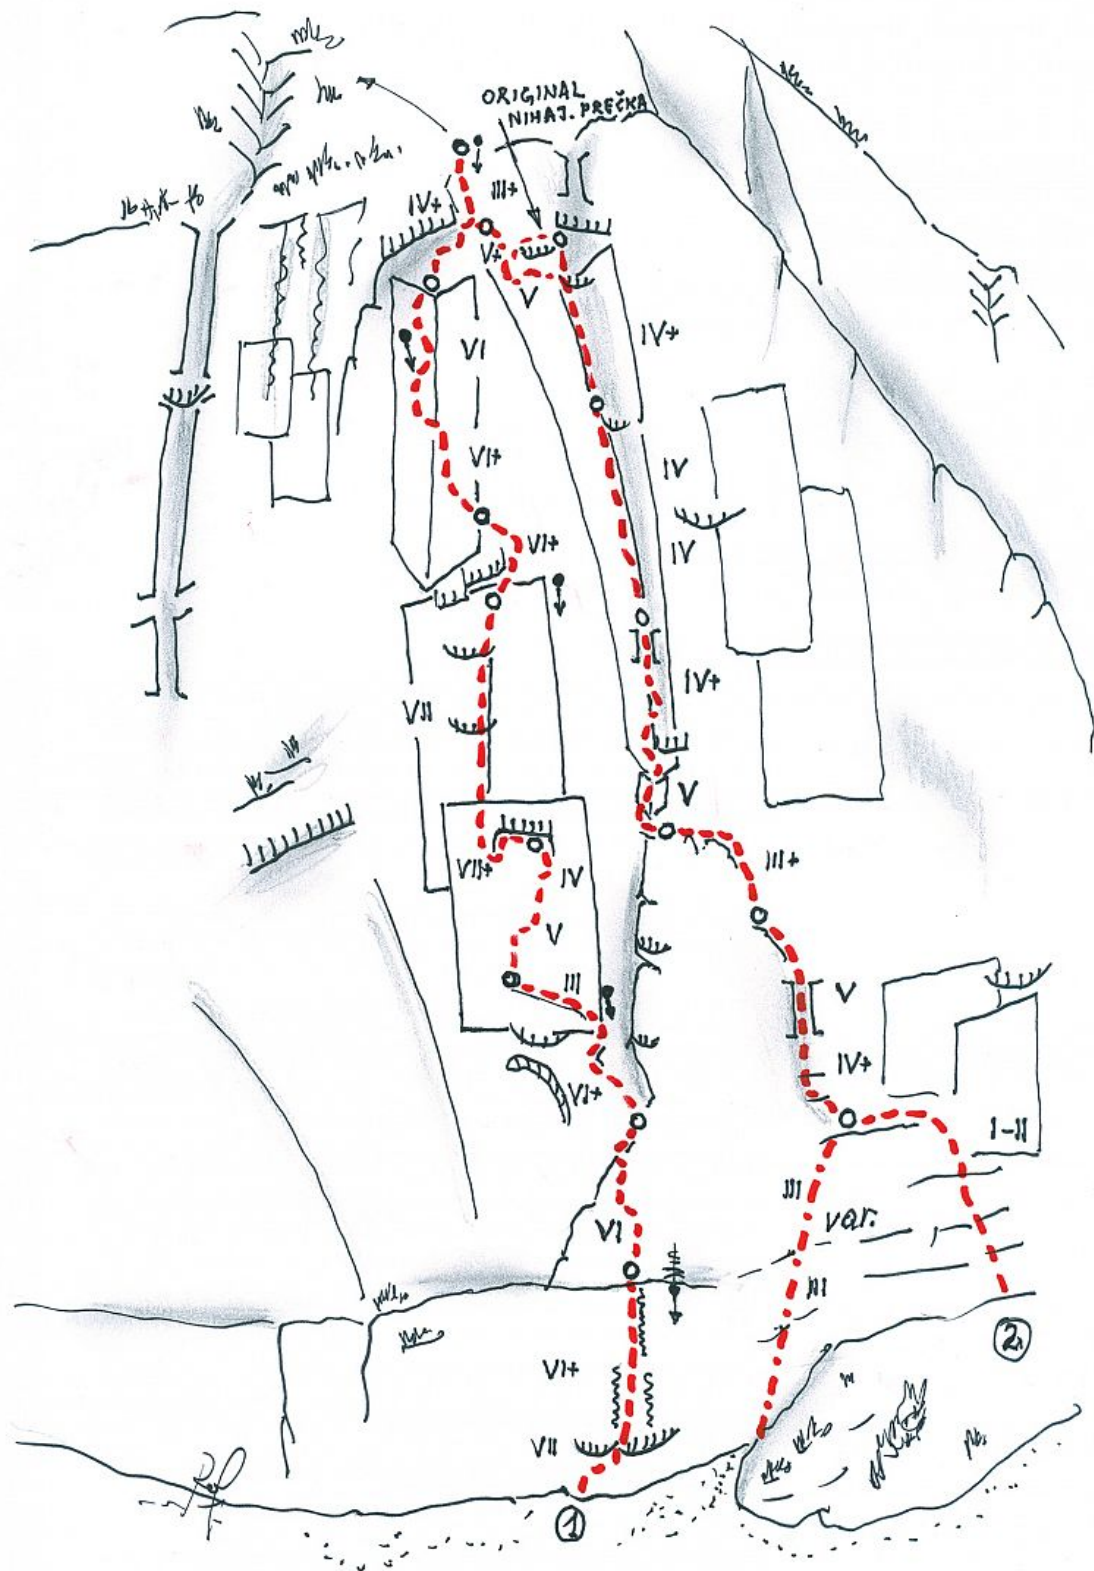 ORIGINAL
NIHAJ. PREČKA
III+
IV+
V+
V
VI
IV+
VI+
IV
IV
VI+
IV+
VII
V
III+
VII+
IV
V
III
V
IV+
VI+
I-II
III
var.
VI
III
VI+
VII
2
1